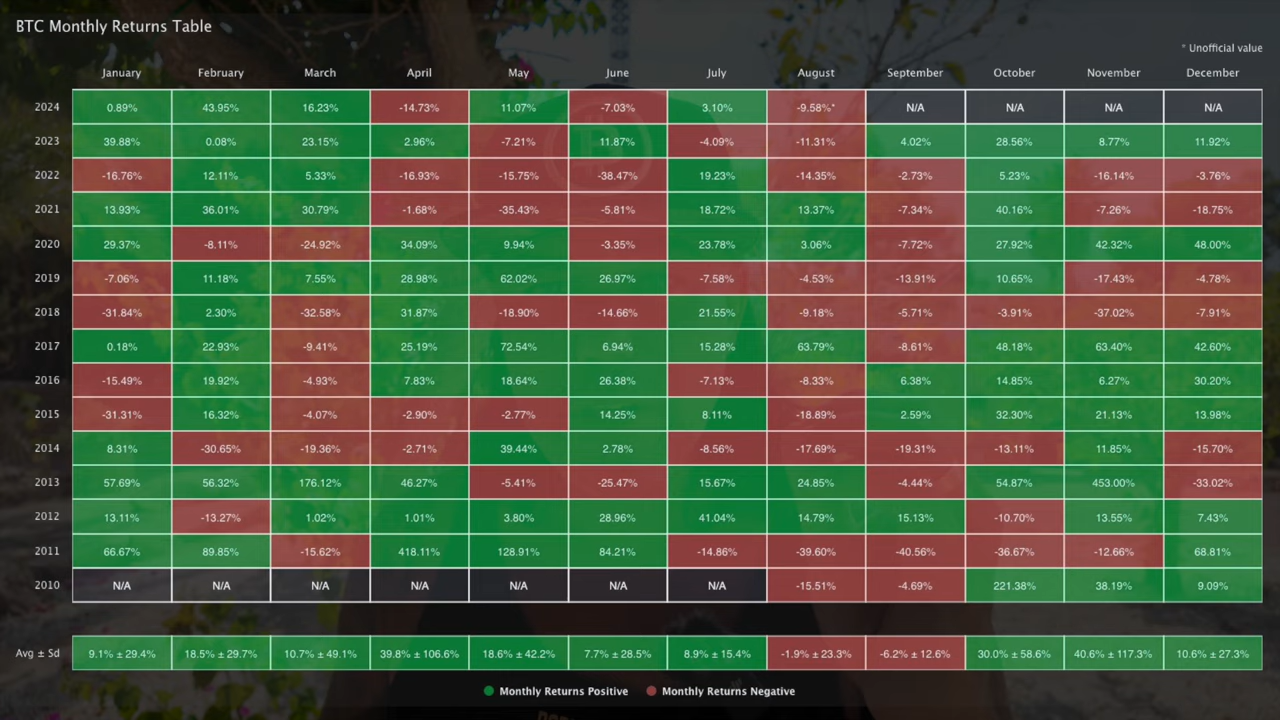 BTC Monthly Returns Table
* Unofficial value
January February March April May June July August September October November December
2024 0.89% 43.95% 16.23% -14.73% 11.07% -7.03% 3.10% -9.58%* N/A N/A N/A N/A
2023 39.88% 0.08% 23.15% 2.96% -7.21% 11.87% -4.09% -11.31% 4.02% 28.56% 8.77% 11.92%
2022 -16.76% 12.11% 5.33% -16.93% -15.75% -38.47% 19.23% -14.35% -2.73% 5.23% -16.14% -3.76%
2021 13.93% 36.01% 30.79% -1.68% -35.43% -5.81% 18.72% 13.37% -7.34% 40.16% -7.26% -18.75%
2020 29.37% -8.11% -24.92% 34.09% 9.94% -3.35% 23.78% 3.06% -7.72% 27.92% 42.32% 48.00%
2019 -7.06% 11.18% 7.55% 28.98% 62.02% 26.97% -7.58% -4.53% -13.91% 10.65% -17.43% -4.78%
2018 -31.84% 2.30% -32.58% 31.87% -18.90% -14.66% 21.55% -9.18% -5.71% -3.91% -37.02% -7.91%
2017 0.18% 22.93% -9.41% 25.19% 72.54% 6.94% 15.28% 63.79% -8.61% 48.18% 63.40% 42.60%
2016 -15.49% 19.92% -4.93% 7.83% 18.64% 26.38% -7.13% -8.33% 6.38% 14.85% 6.27% 30.20%
2015 -31.31% 16.32% -4.07% -2.90% -2.77% 14.25% 8.11% -18.89% 2.59% 32.30% 21.13% 13.98%
2014 8.31% -30.65% -19.36% -2.71% 39.44% 2.78% -8.56% -17.69% -19.31% -13.11% 11.85% -15.70%
2013 57.69% 56.32% 176.12% 46.27% -5.41% -25.47% 15.67% 24.85% -4.44% 54.87% 453.00% -33.02%
2012 13.11% -13.27% 1.02% 1.01% 3.80% 28.96% 41.04% 14.79% 15.13% -10.70% 13.55% 7.43%
2011 66.67% 89.85% -15.62% 418.11% 128.91% 84.21% -14.86% -39.60% -40.56% -36.67% -12.66% 68.81%
2010 N/A N/A N/A N/A N/A N/A N/A -15.51% -4.69% 221.38% 38.19% 9.09%
Avg ± Sd 9.1% ± 29.4% 18.5% ± 29.7% 10.7% ± 49.1% 39.8% ± 106.6% 18.6% ± 42.2% 7.7% ± 28.5% 8.9% ± 15.4% -1.9% ± 23.3% -6.2% ± 12.6% 30.0% ± 58.6% 40.6% ± 117.3% 10.6% ± 27.3%
Monthly Returns Positive Monthly Returns Negative